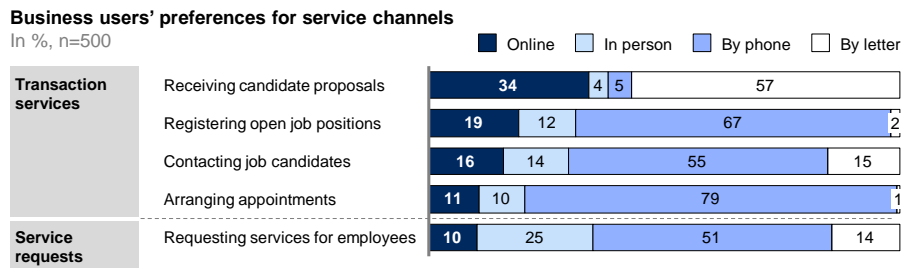 Business users’ preferences for service channels
In %, n=500
Online In person By phone By letter
Transaction services
Receiving candidate proposals 34 4 5 57
Registering open job positions 19 12 67 2
Contacting job candidates 16 14 55 15
Arranging appointments 11 10 79 1
Service requests
Requesting services for employees 10 25 51 14